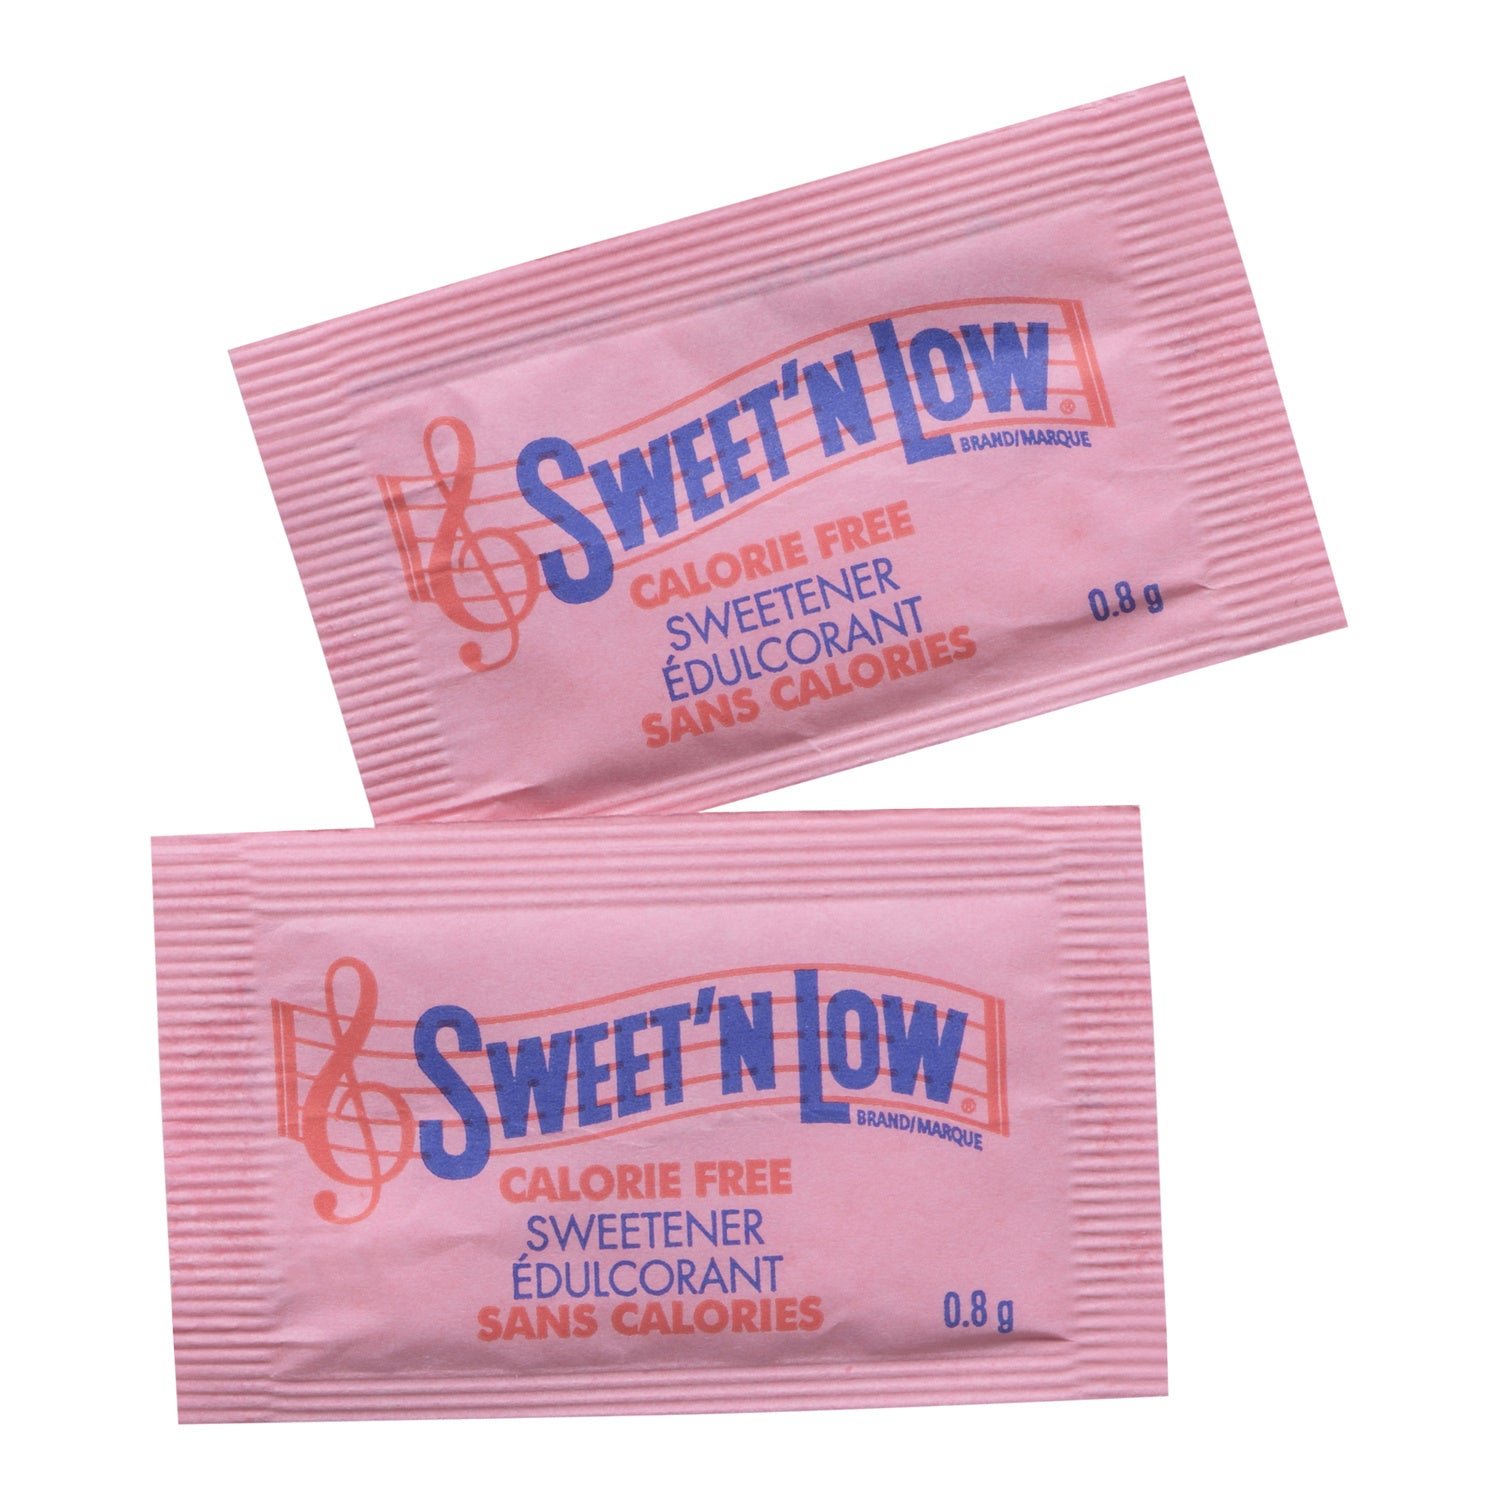 SWEET'N LOW®
BRAND/MARQUE
CALORIE FREE
SWEETENER
ÉDULCORANT
SANS CALORIES
0.8 g
SWEET'N LOW®
BRAND/MARQUE
CALORIE FREE
SWEETENER
ÉDULCORANT
SANS CALORIES
0.8 g